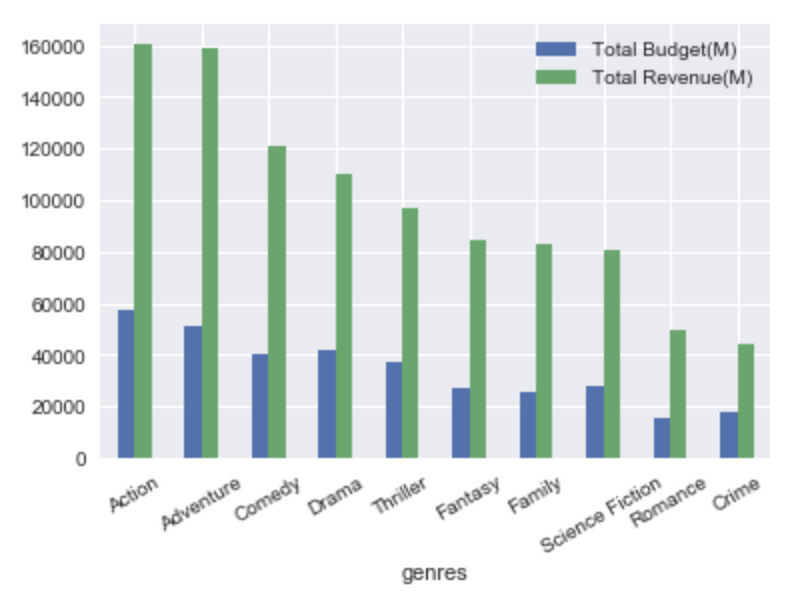 Total Budget(M)
Total Revenue(M)
160000
140000
120000
100000
80000
60000
40000
20000
0
Action
Adventure
Comedy
Drama
Thriller
Fantasy
Family
Science Fiction
Romance
Crime
genres